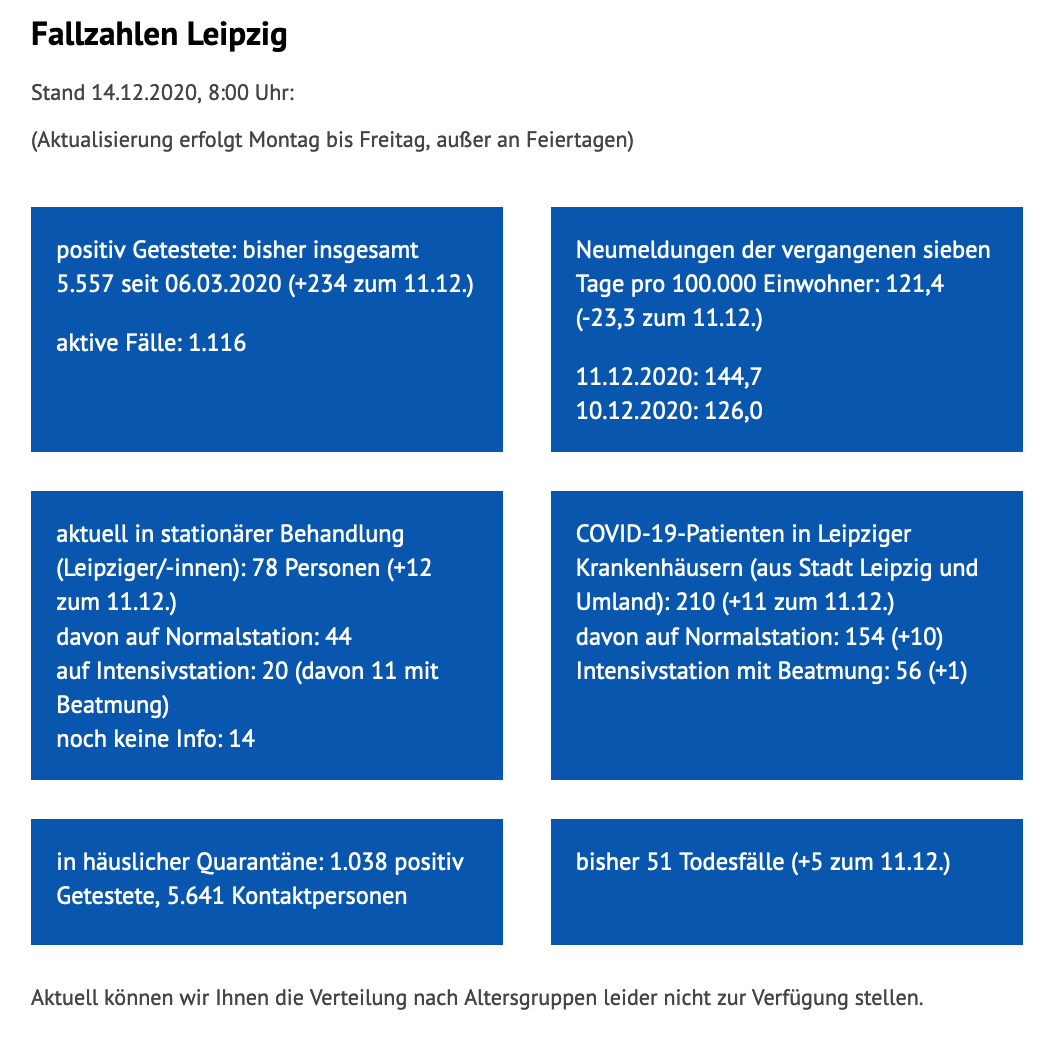 Fallzahlen Leipzig
Stand 14.12.2020, 8:00 Uhr:
(Aktualisierung erfolgt Montag bis Freitag, außer an Feiertagen)
positiv Getestete: bisher insgesamt
5.557 seit 06.03.2020 (+234 zum 11.12.)
aktive Fälle: 1.116
Neumeldungen der vergangenen sieben
Tage pro 100.000 Einwohner: 121,4
(-23,3 zum 11.12.)
11.12.2020: 144,7
10.12.2020: 126,0
aktuell in stationärer Behandlung
(Leipziger/-innen): 78 Personen (+12
zum 11.12.)
davon auf Normalstation: 44
auf Intensivstation: 20 (davon 11 mit
Beatmung)
noch keine Info: 14
COVID-19-Patienten in Leipziger
Krankenhäusern (aus Stadt Leipzig und
Umland): 210 (+11 zum 11.12.)
davon auf Normalstation: 154 (+10)
Intensivstation mit Beatmung: 56 (+1)
in häuslicher Quarantäne: 1.038 positiv
Getestete, 5.641 Kontaktpersonen
bisher 51 Todesfälle (+5 zum 11.12.)
Aktuell können wir Ihnen die Verteilung nach Altersgruppen leider nicht zur Verfügung stellen.